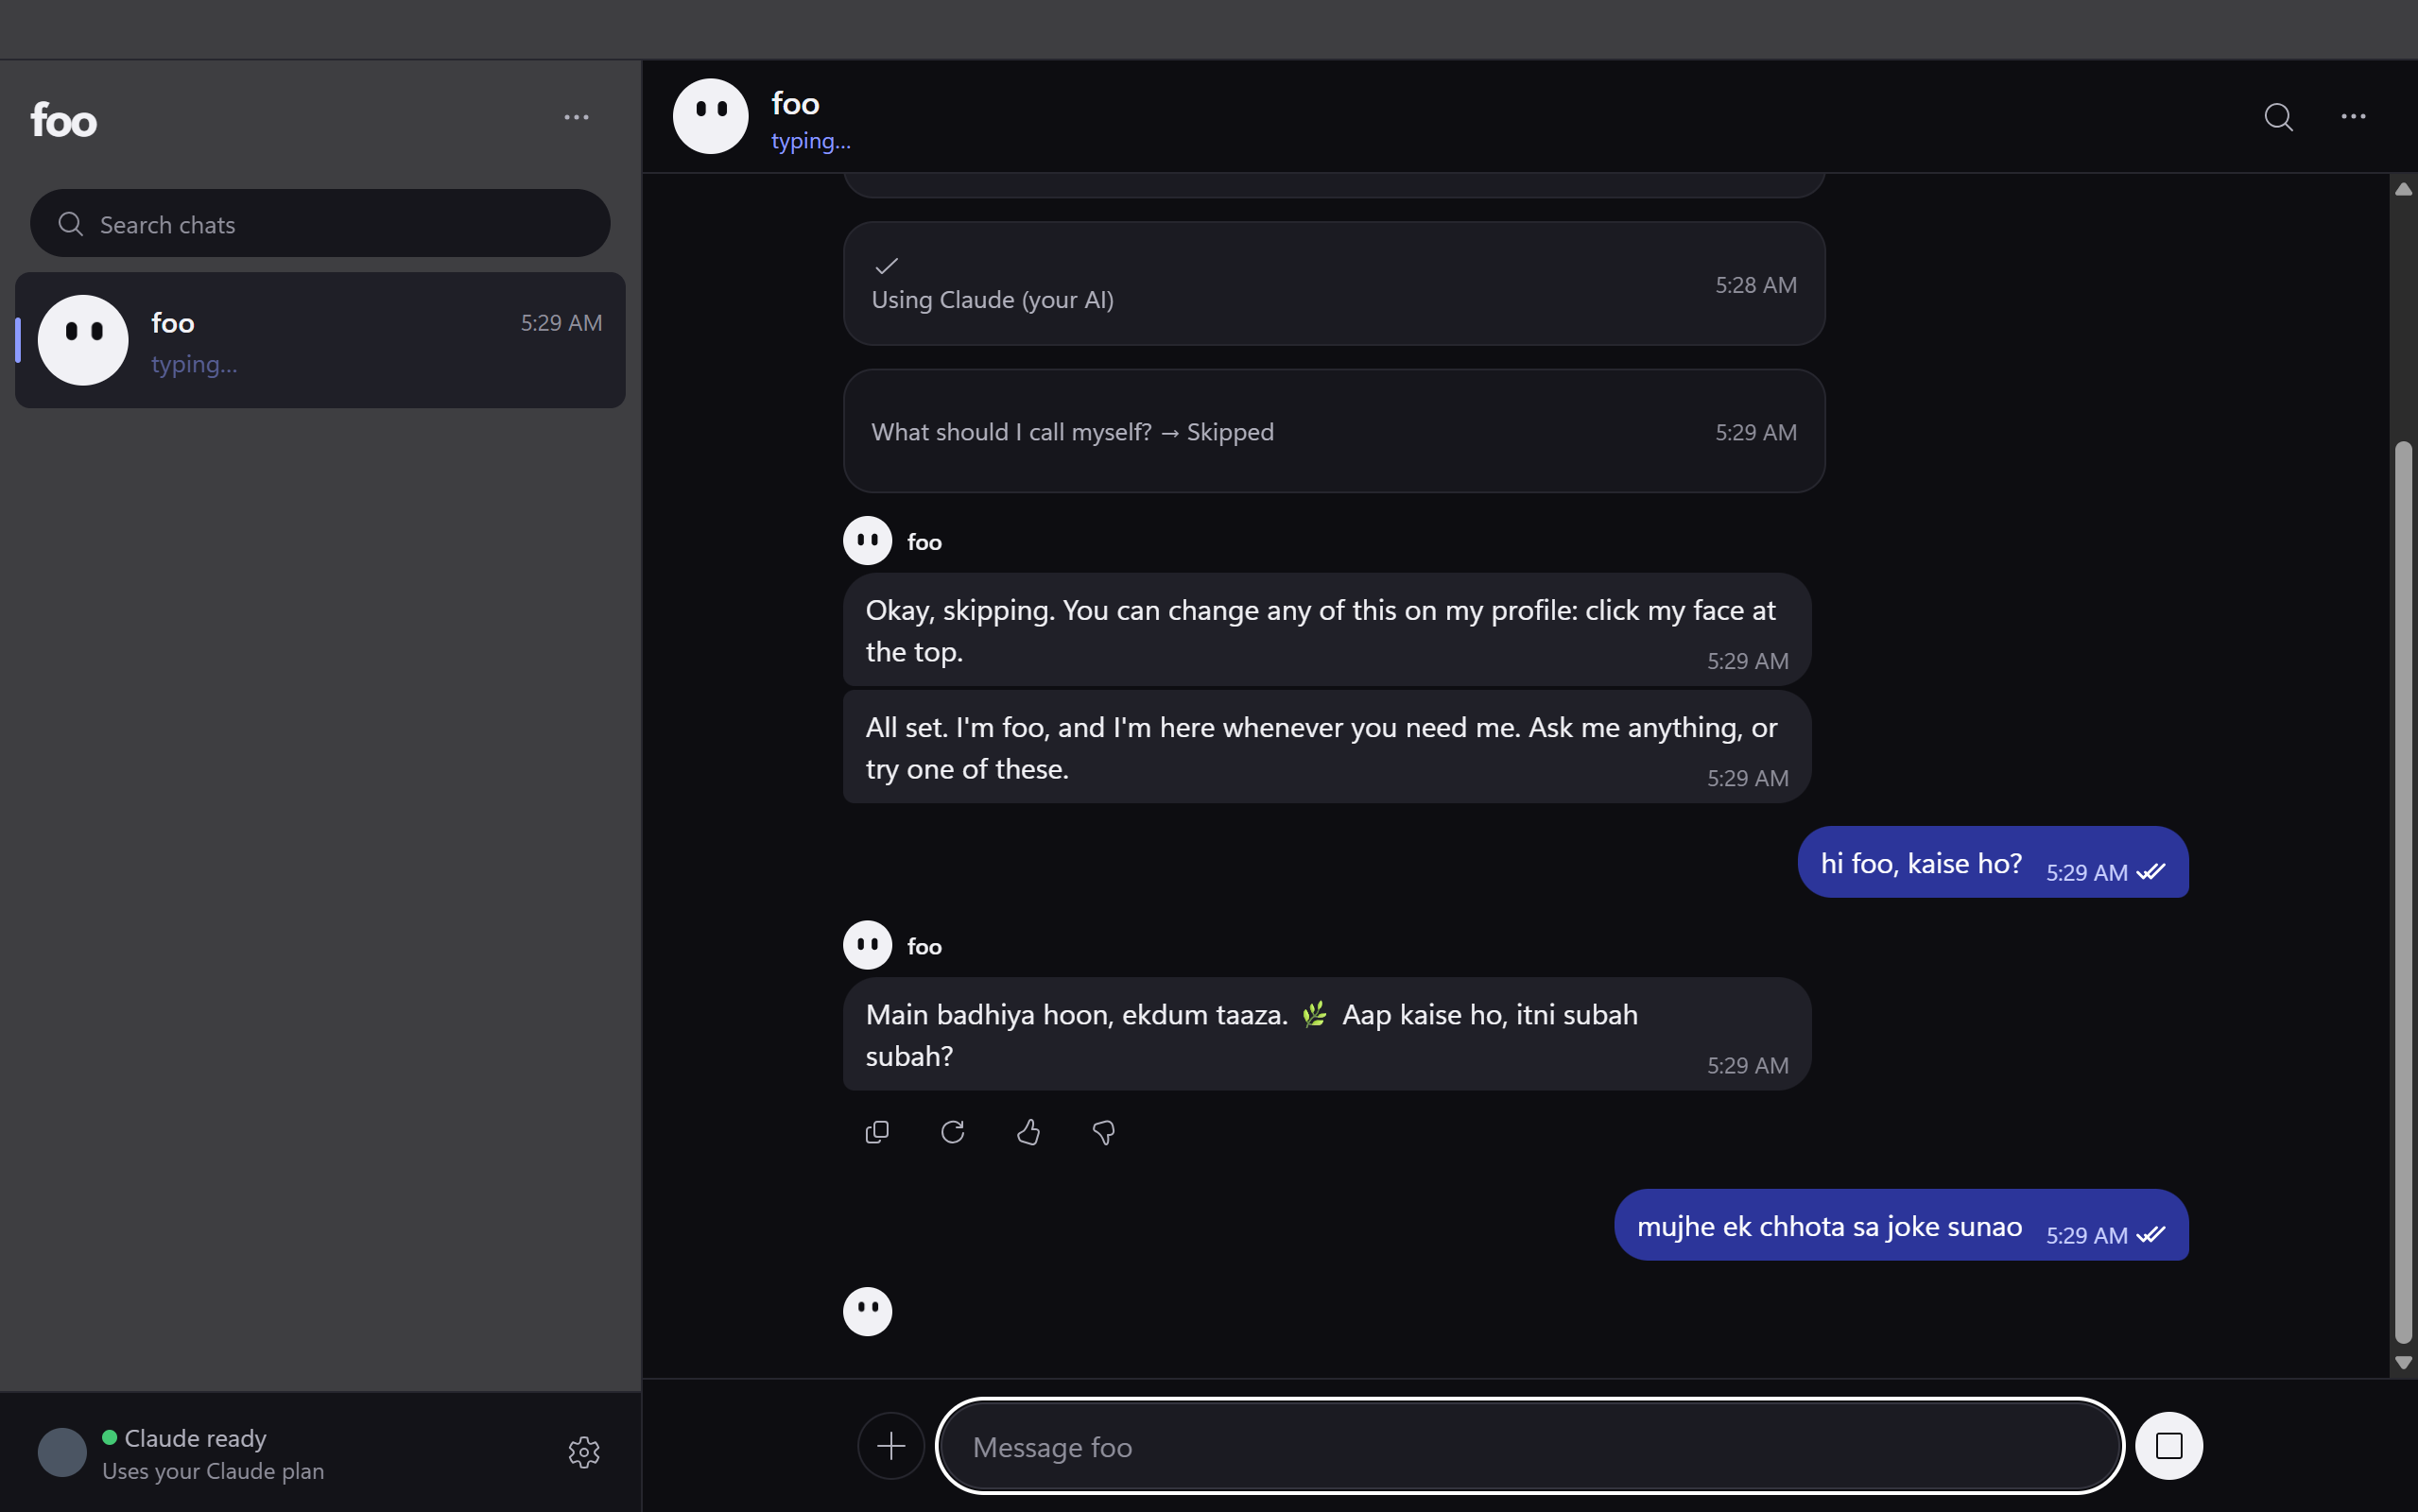 foo
Search chats
foo
5:29 AM
typing...
Claude ready
Uses your Claude plan
foo
typing...
Using Claude (your AI)
5:28 AM
What should I call myself? → Skipped
5:29 AM
foo
Okay, skipping. You can change any of this on my profile: click my face at
the top.
5:29 AM
All set. I'm foo, and I'm here whenever you need me. Ask me anything, or
try one of these.
5:29 AM
hi foo, kaise ho? 5:29 AM
foo
Main badhiya hoon, ekdum taaza. 🌿 Aap kaise ho, itni subah
subah?
5:29 AM
mujhe ek chhota sa joke sunao 5:29 AM
Message foo